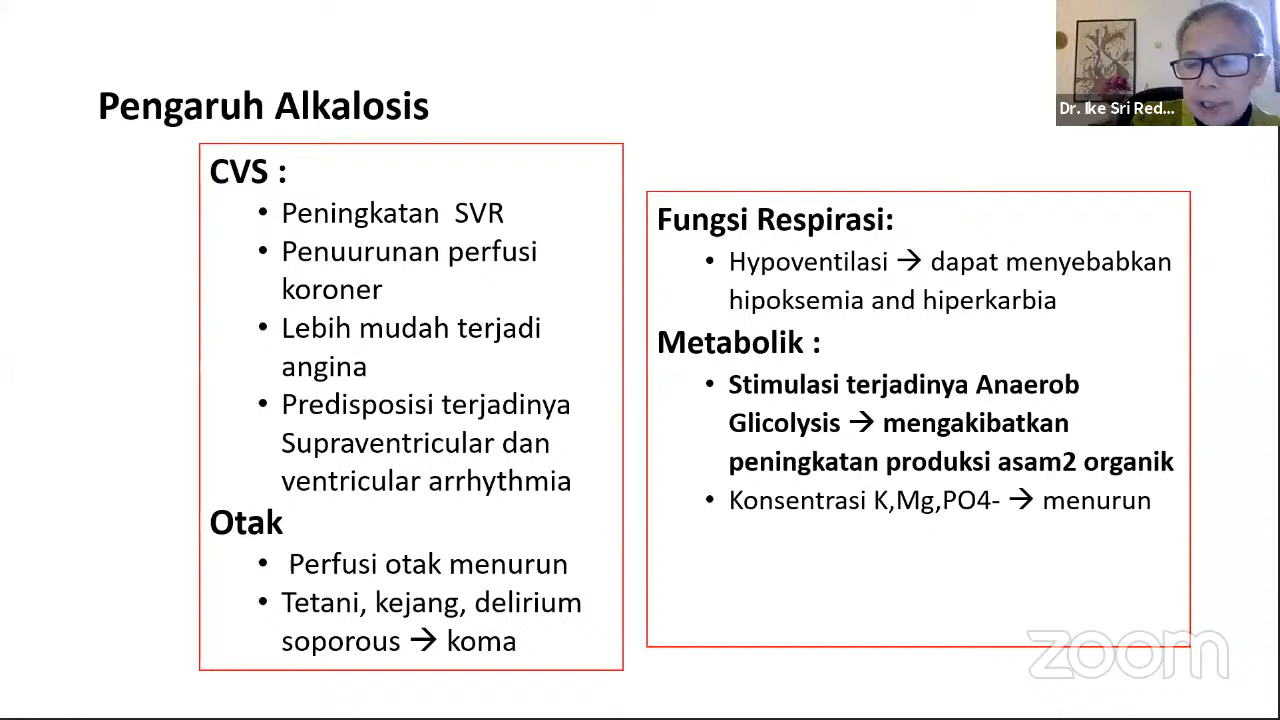 Pengaruh Alkalosis
CVS :
• Peningkatan SVR
• Penuurunan perfusi
koroner
• Lebih mudah terjadi
angina
• Predisposisi terjadinya
Supraventricular dan
ventricular arrhythmia
Otak
• Perfusi otak menurun
• Tetani, kejang, delirium
soporous → koma
Fungsi Respirasi:
• Hypoventilasi → dapat menyebabkan
hipoksemia and hiperkarbia
Metabolik :
• Stimulasi terjadinya Anaerob
Glicolysis → mengakibatkan
peningkatan produksi asam2 organik
• Konsentrasi K,Mg,PO4- → menurun
Dr. Ike Sri Red...
zoom